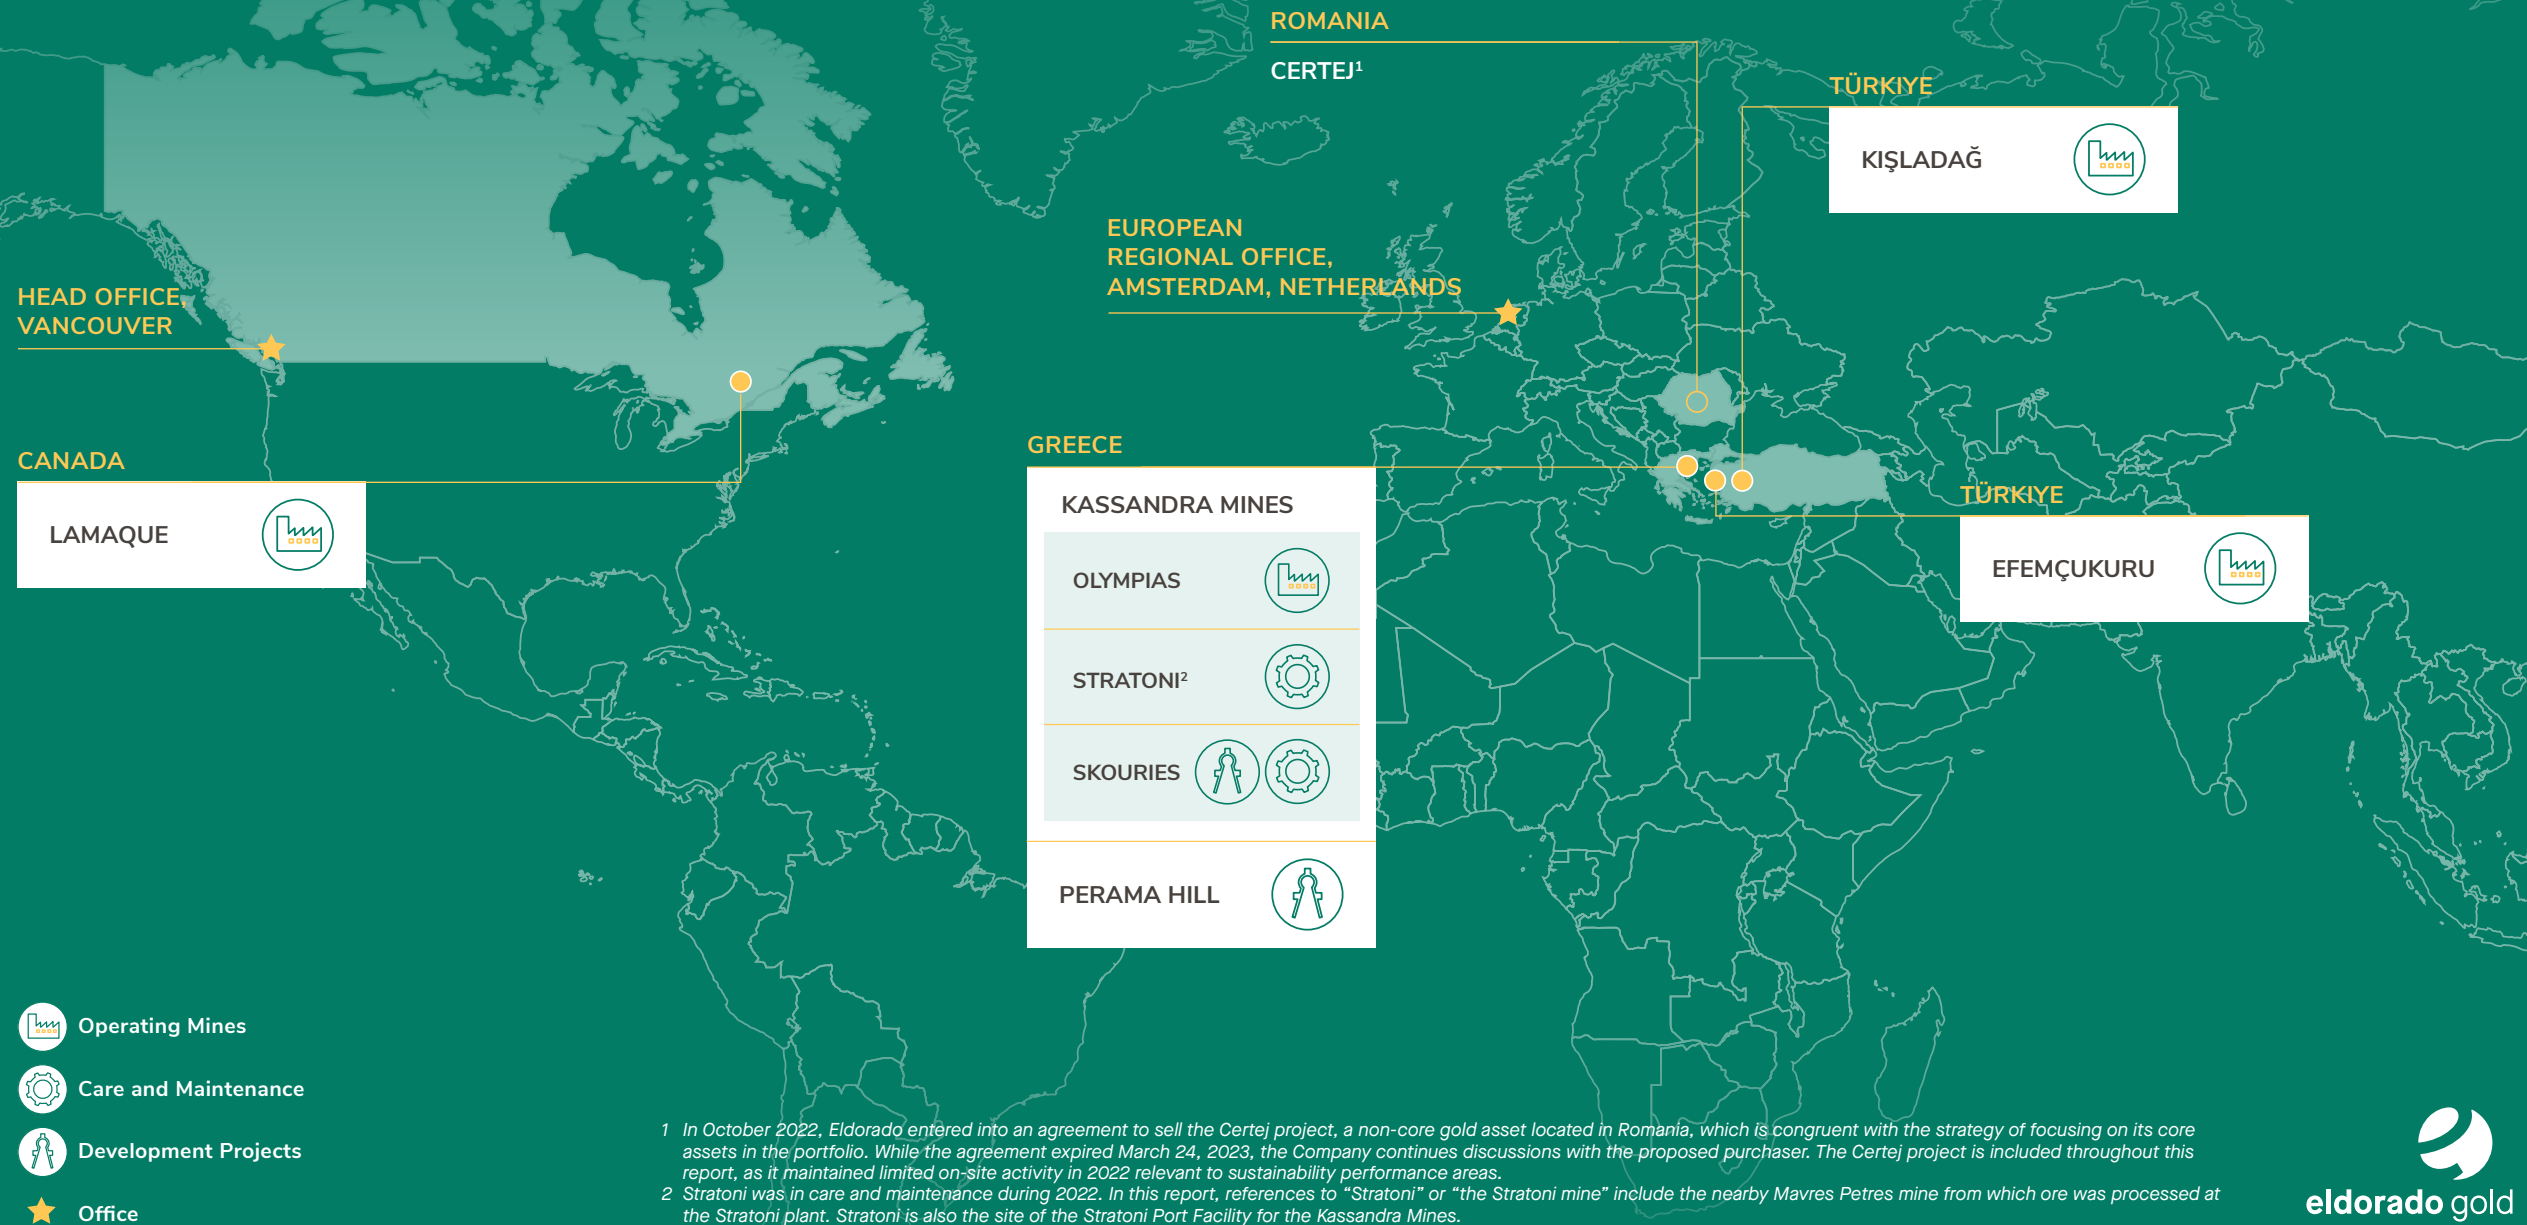 ROMANIA
CERTEJ¹
TÜRKIYE
KIŞLADAĞ
EUROPEAN
REGIONAL OFFICE,
AMSTERDAM, NETHERLANDS
HEAD OFFICE,
VANCOUVER
CANADA
LAMAQUE
GREECE
KASSANDRA MINES
OLYMPIAS
STRATONI²
SKOURIES
PERAMA HILL
TÜRKIYE
EFEMÇUKURU
Operating Mines
Care and Maintenance
Development Projects
Office
1 In October 2022, Eldorado entered into an agreement to sell the Certej project, a non-core gold asset located in Romania, which is congruent with the strategy of focusing on its core
assets in the portfolio. While the agreement expired March 24, 2023, the Company continues discussions with the proposed purchaser. The Certej project is included throughout this
report, as it maintained limited on-site activity in 2022 relevant to sustainability performance areas.
2 Stratoni was in care and maintenance during 2022. In this report, references to “Stratoni” or “the Stratoni mine” include the nearby Mavres Petres mine from which ore was processed at
the Stratoni plant. Stratoni is also the site of the Stratoni Port Facility for the Kassandra Mines.
eldorado gold